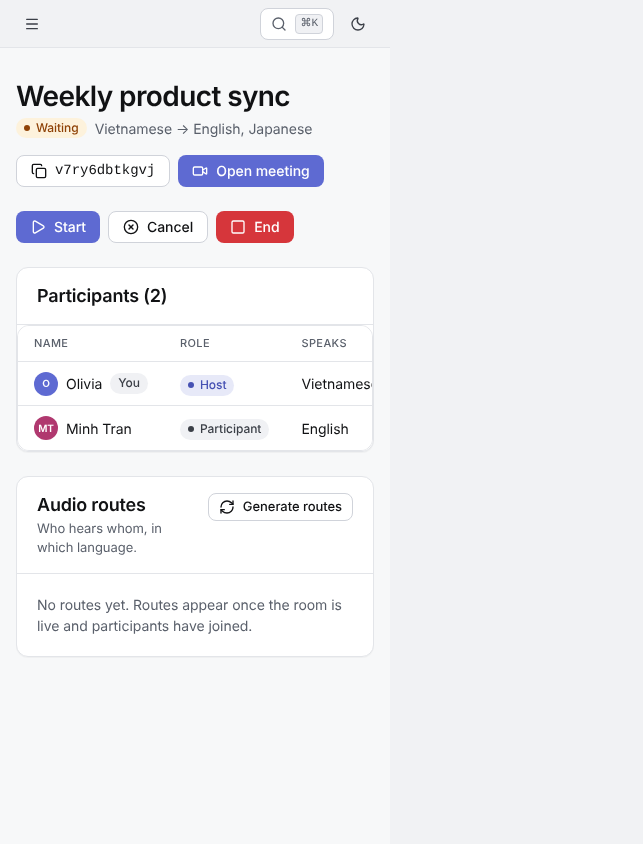 ⌘K
Weekly product sync
Waiting Vietnamese → English, Japanese
v7ry6dbtkgvj Open meeting
Start Cancel End
Participants (2)
NAME ROLE SPEAKS
O Olivia You Host Vietnames
MT Minh Tran Participant English
Audio routes Generate routes
Who hears whom, in
which language.
No routes yet. Routes appear once the room is
live and participants have joined.